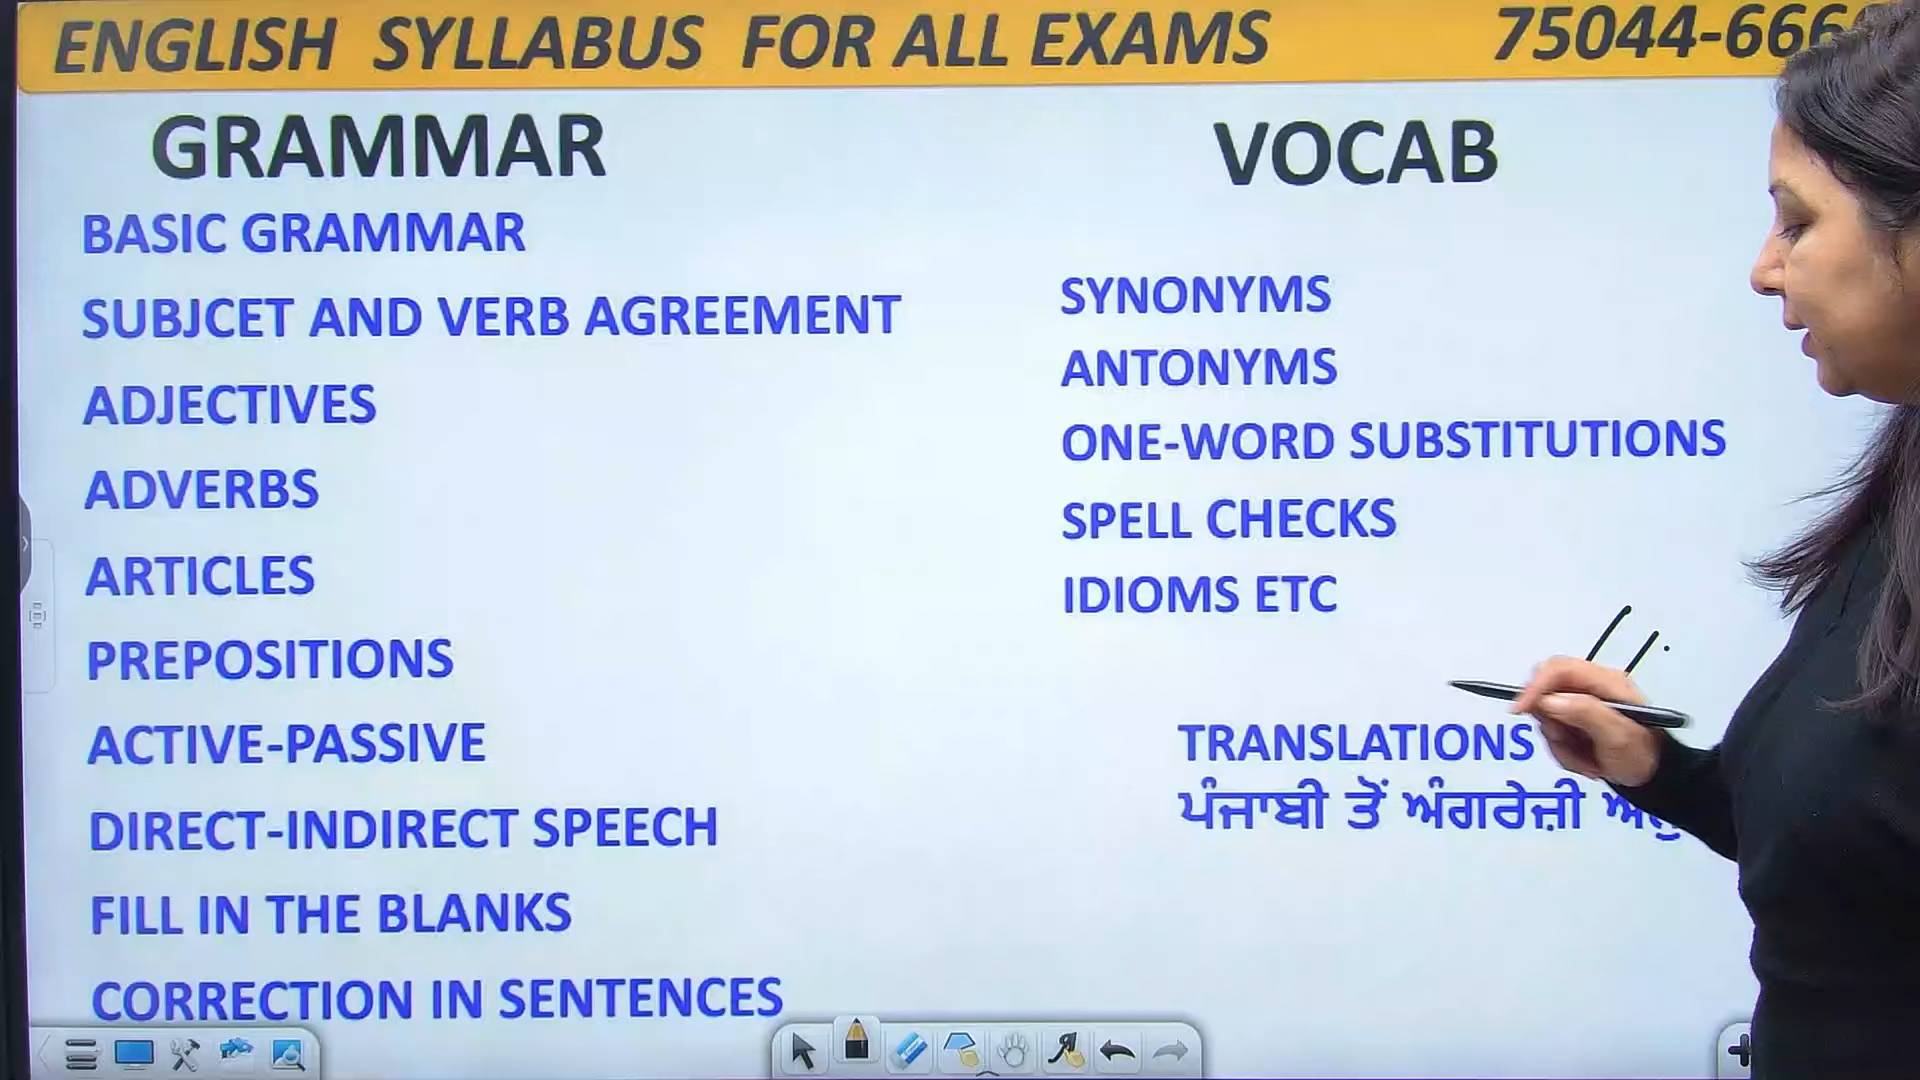 ENGLISH SYLLABUS FOR ALL EXAMS 75044-666
GRAMMAR
BASIC GRAMMAR
SUBJCET AND VERB AGREEMENT
ADJECTIVES
ADVERBS
ARTICLES
PREPOSITIONS
ACTIVE-PASSIVE
DIRECT-INDIRECT SPEECH
FILL IN THE BLANKS
CORRECTION IN SENTENCES
VOCAB
SYNONYMS
ANTONYMS
ONE-WORD SUBSTITUTIONS
SPELL CHECKS
IDIOMS ETC
TRANSLATIONS
ਪੰਜਾਬੀ ਤੋਂ ਅੰਗਰੇਜ਼ੀ